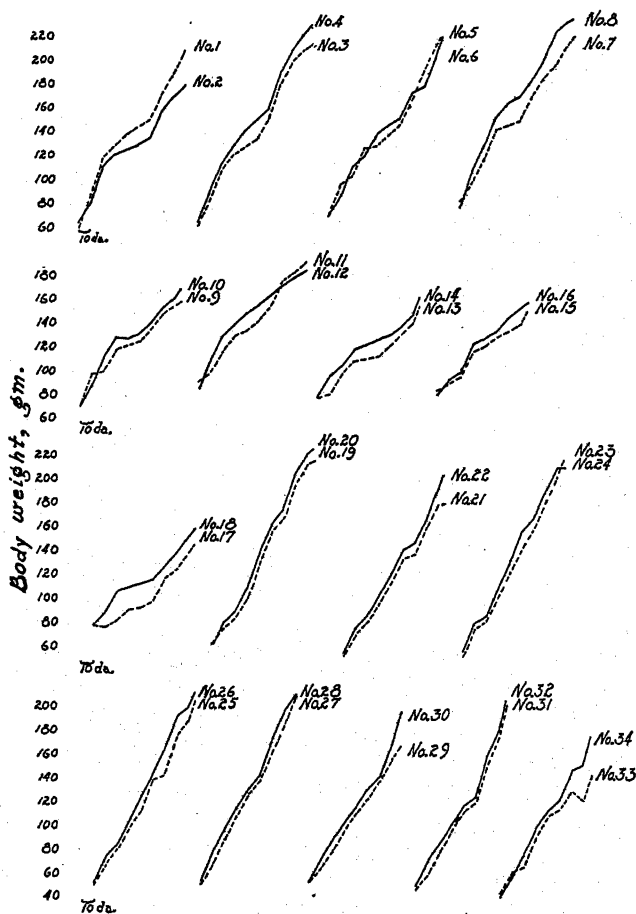 Body weight, gm.
220
200
180
160
140
120
100
80
60
No.1
No.2
No.4
No.3
No.5
No.6
No.8
No.7
10 da.
180
160
140
120
100
80
60
No.10
No.9
No.11
No.12
No.14
No.13
No.16
No.15
10 da.
220
200
180
160
140
120
100
80
60
No.18
No.17
No.20
No.19
No.22
No.21
No.23
No.24
10 da.
200
180
160
140
120
100
80
60
40
No.26
No.25
No.28
No.27
No.30
No.29
No.32
No.31
No.34
No.33
10 da.